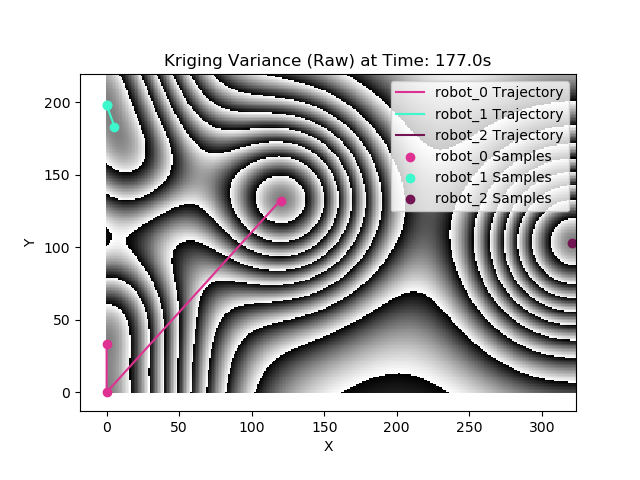 Kriging Variance (Raw) at Time: 177.0s
robot_0 Trajectory
robot_1 Trajectory
robot_2 Trajectory
robot_0 Samples
robot_1 Samples
robot_2 Samples
200
150
100
50
0
Y
0 50 100 150 200 250 300
X